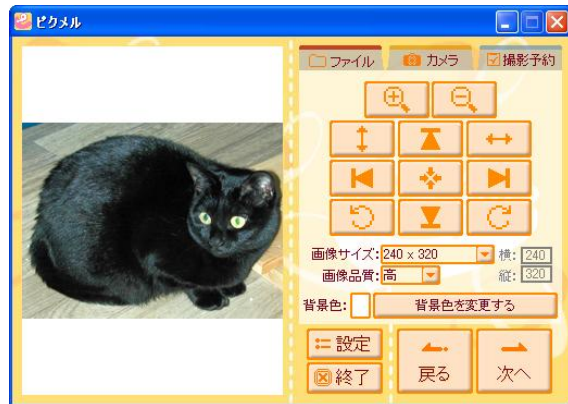 ピクメル
ファイル カメラ 撮影予約
画像サイズ: 240 x 320 横: 240
画像品質: 高 縦: 320
背景色: 背景色を変更する
設定
終了
戻る 次へ